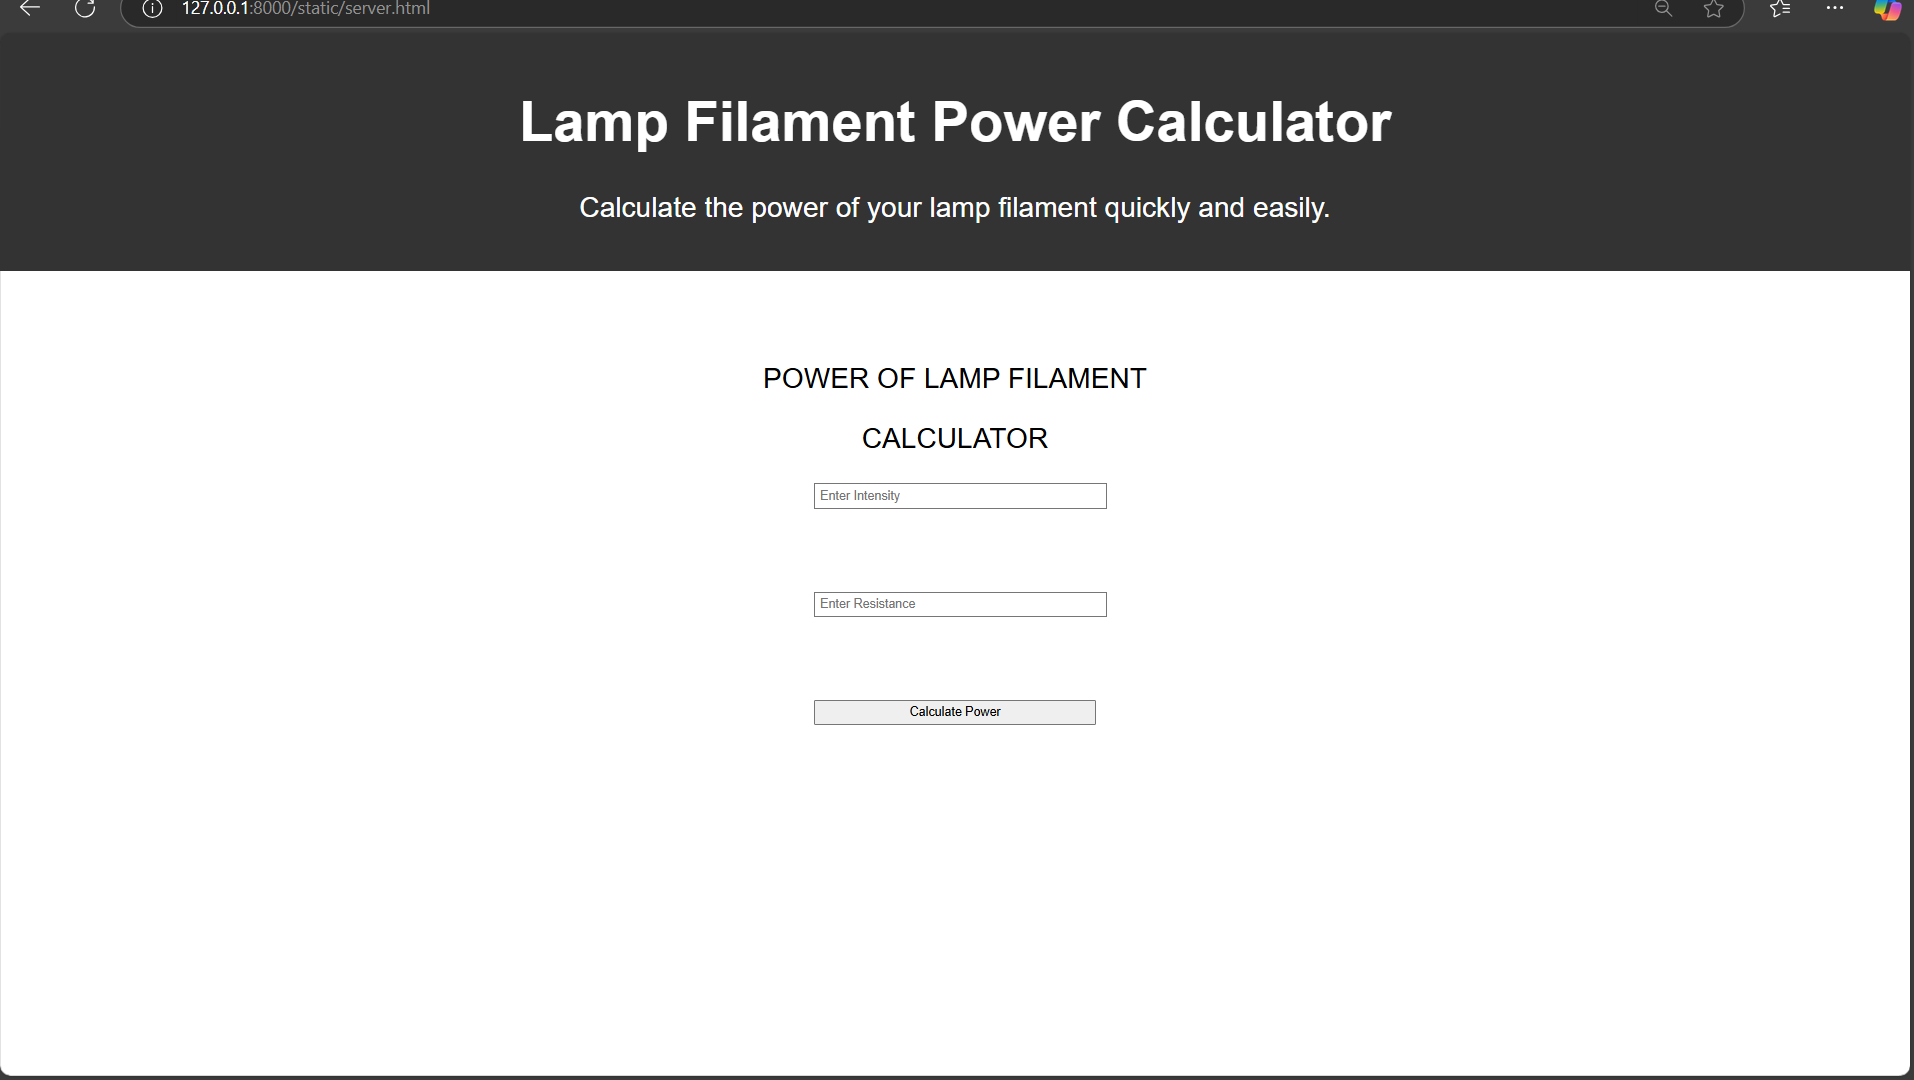 127.0.0.1:8000/static/server.html
Lamp Filament Power Calculator
Calculate the power of your lamp filament quickly and easily.
POWER OF LAMP FILAMENT
CALCULATOR
Enter Intensity
Enter Resistance
Calculate Power